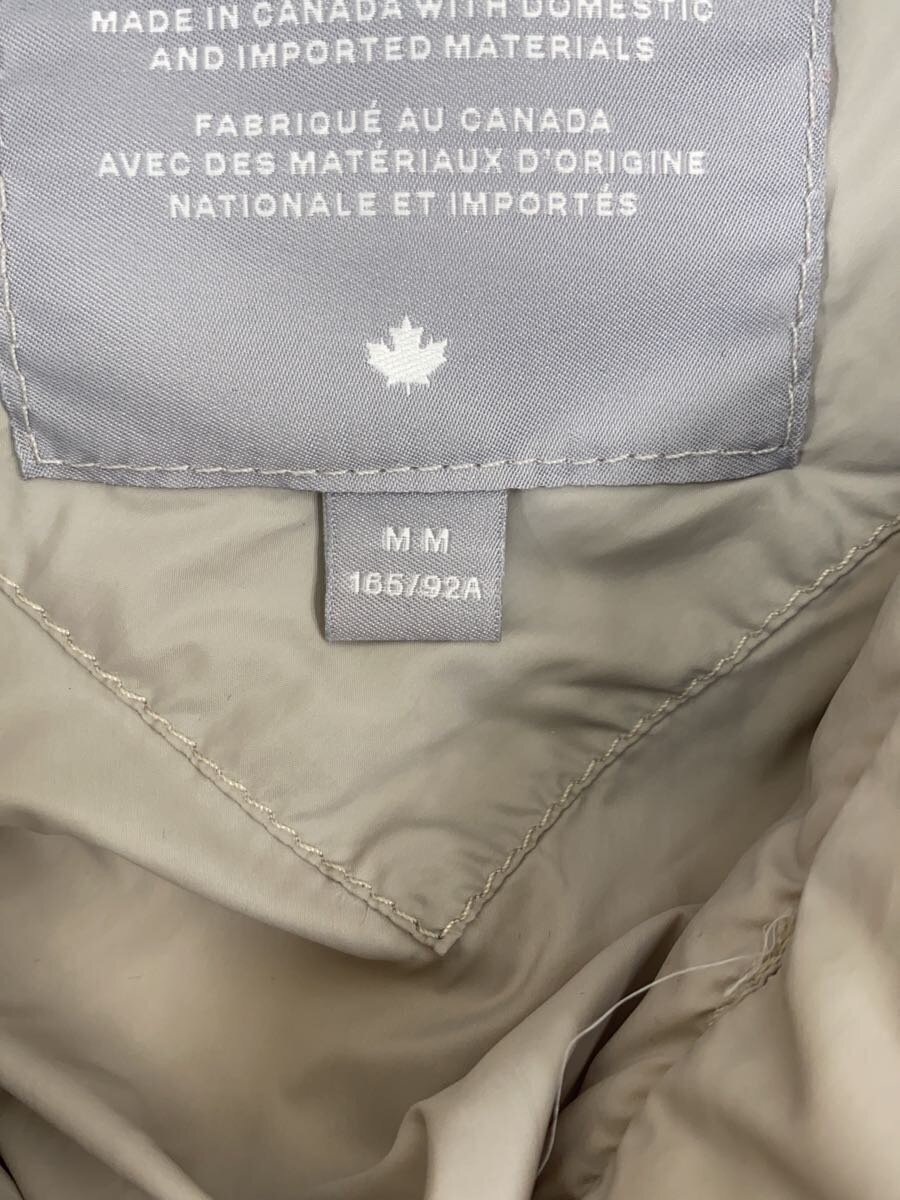 MADE IN CANADA WITH DOMESTIC
AND IMPORTED MATERIALS
FABRIQUÉ AU CANADA
AVEC DES MATÉRIAUX D'ORIGINE
NATIONALE ET IMPORTÉS
M M
165/92A